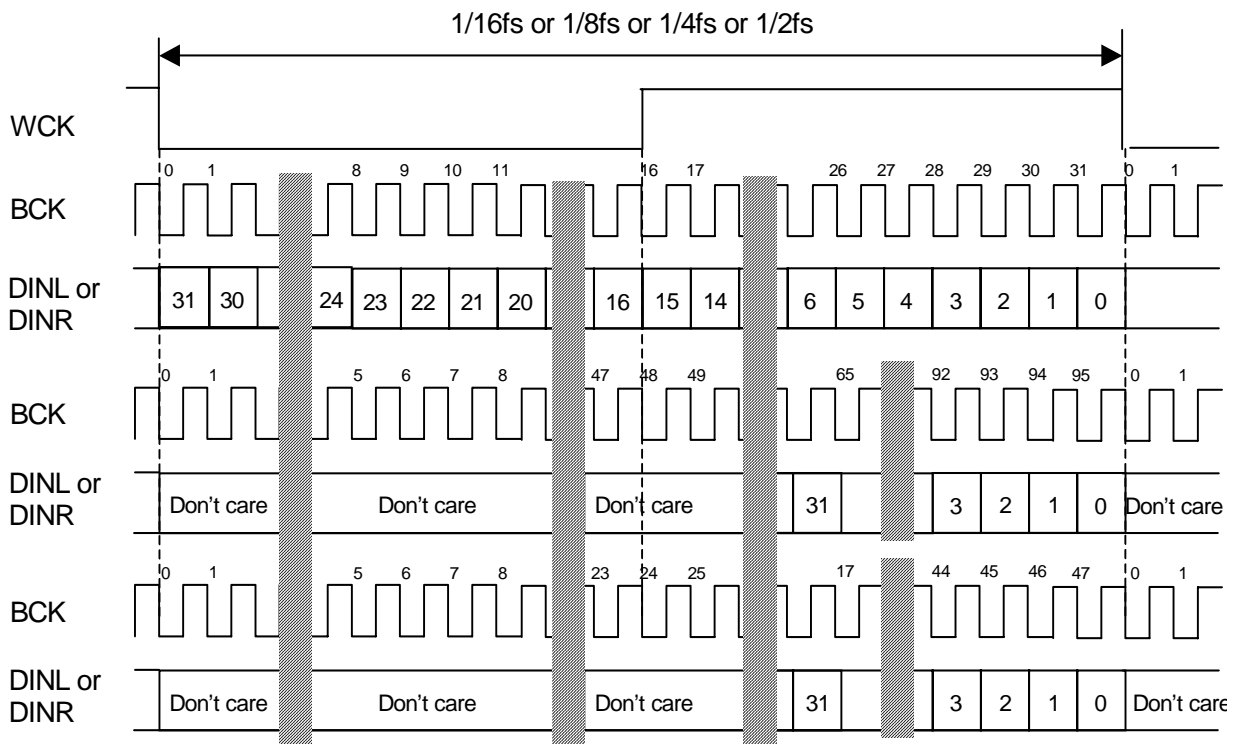 1/16fs or 1/8fs or 1/4fs or 1/2fs
WCK
0 1 8 9 10 11 16 17 26 27 28 29 30 31 0 1
BCK
DINL or
DINR
31 30 24 23 22 21 20 16 15 14 6 5 4 3 2 1 0
0 1 5 6 7 8 47 48 49 65 92 93 94 95 0 1
BCK
DINL or
DINR
Don't care Don't care Don't care 31 3 2 1 0 Don't care
0 1 5 6 7 8 23 24 25 17 44 45 46 47 0 1
BCK
DINL or
DINR
Don't care Don't care Don't care 31 3 2 1 0 Don't care